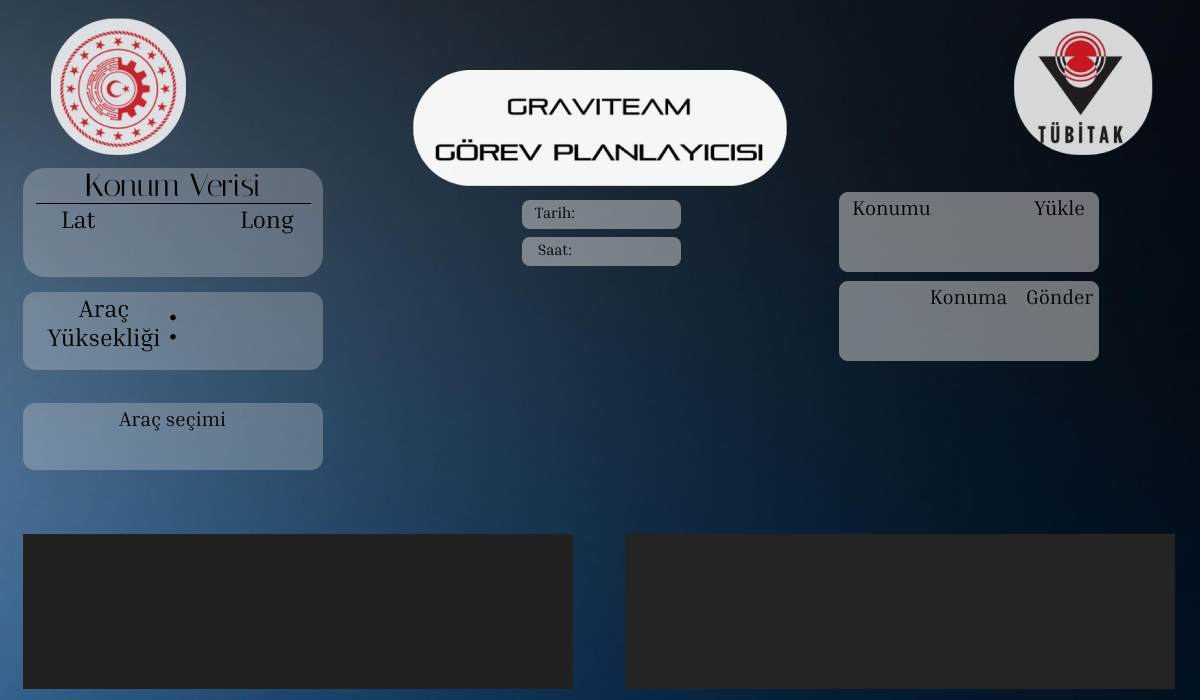 GRAVITEAM
GÖREV PLANLAYICISI
TÜBİTAK
Konum Verisi
Lat Long
Araç
Yüksekliği :
Araç seçimi
Tarih:
Saat:
Konumu Yükle
Konuma Gönder